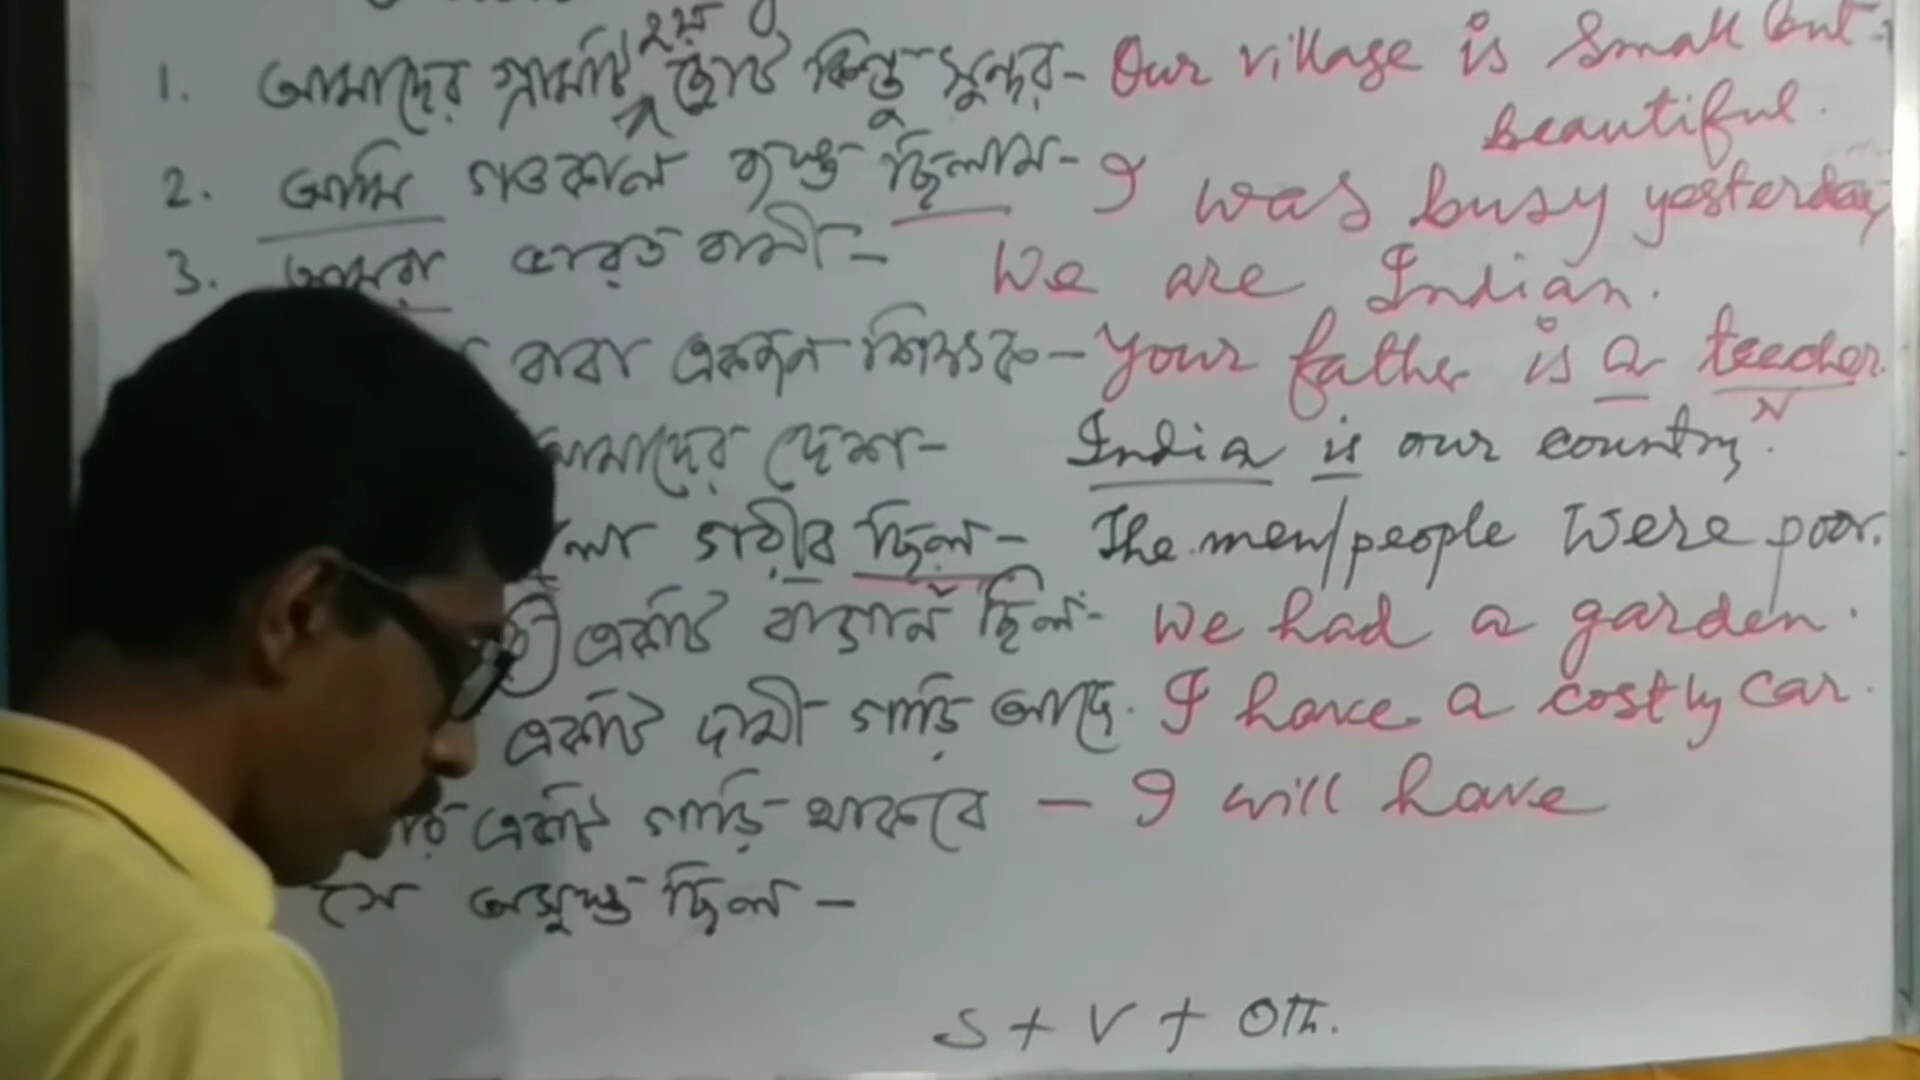 হয়
1. আমাদের গ্রামটি ছোট কিন্তু সুন্দর- Our village is small but
beautiful.
2. আমি গতকাল ব্যস্ত ছিলাম- I was busy yesterday
3. আমরা ভারতবাসী- We are Indian.
বাবা একজন শিক্ষক- Your father is a teacher.
N
আমাদের দেশ- India is our country.
গরীব ছিল- The men/people were poor.
একটি বাগান ছিল- We had a garden.
একটি দামী গাড়ি আছে. I have a costly car.
একটি গাড়ি থাকবে - I will have
সে অসুস্থ ছিল -
S + V + Oth.